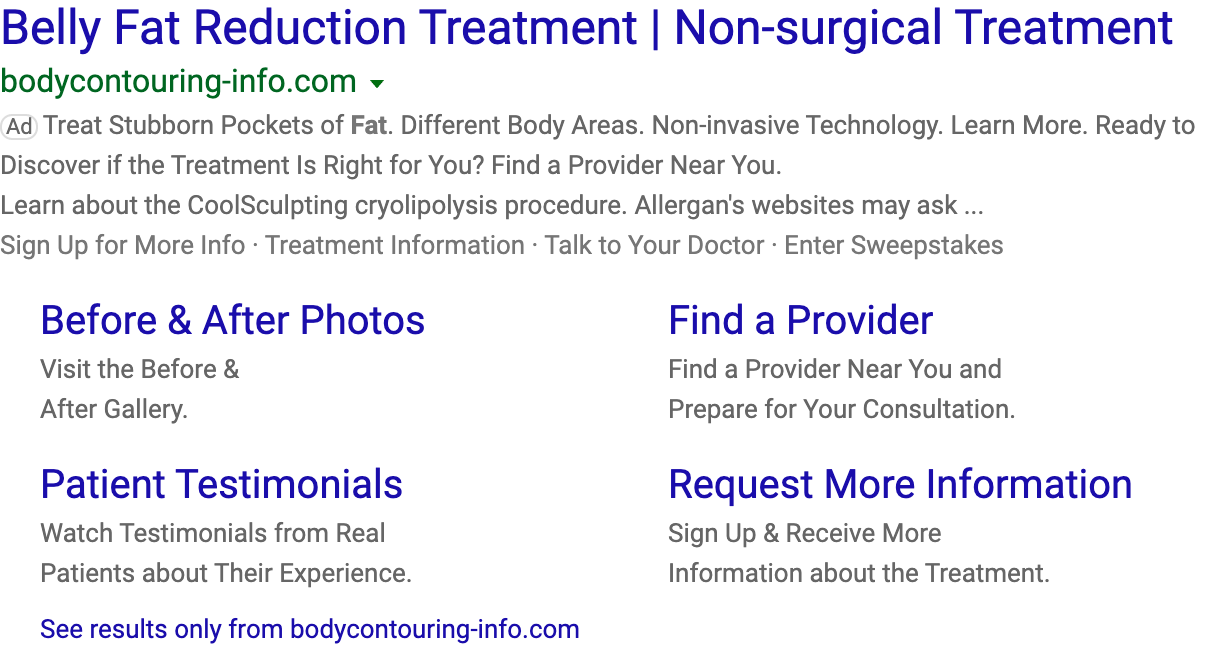 Belly Fat Reduction Treatment | Non-surgical Treatment
bodycontouring-info.com
Ad Treat Stubborn Pockets of Fat. Different Body Areas. Non-invasive Technology. Learn More. Ready to
Discover if the Treatment Is Right for You? Find a Provider Near You.
Learn about the CoolSculpting cryolipolysis procedure. Allergan's websites may ask ...
Sign Up for More Info · Treatment Information · Talk to Your Doctor · Enter Sweepstakes
Before & After Photos
Visit the Before &
After Gallery.
Find a Provider
Find a Provider Near You and
Prepare for Your Consultation.
Patient Testimonials
Watch Testimonials from Real
Patients about Their Experience.
Request More Information
Sign Up & Receive More
Information about the Treatment.
See results only from bodycontouring-info.com